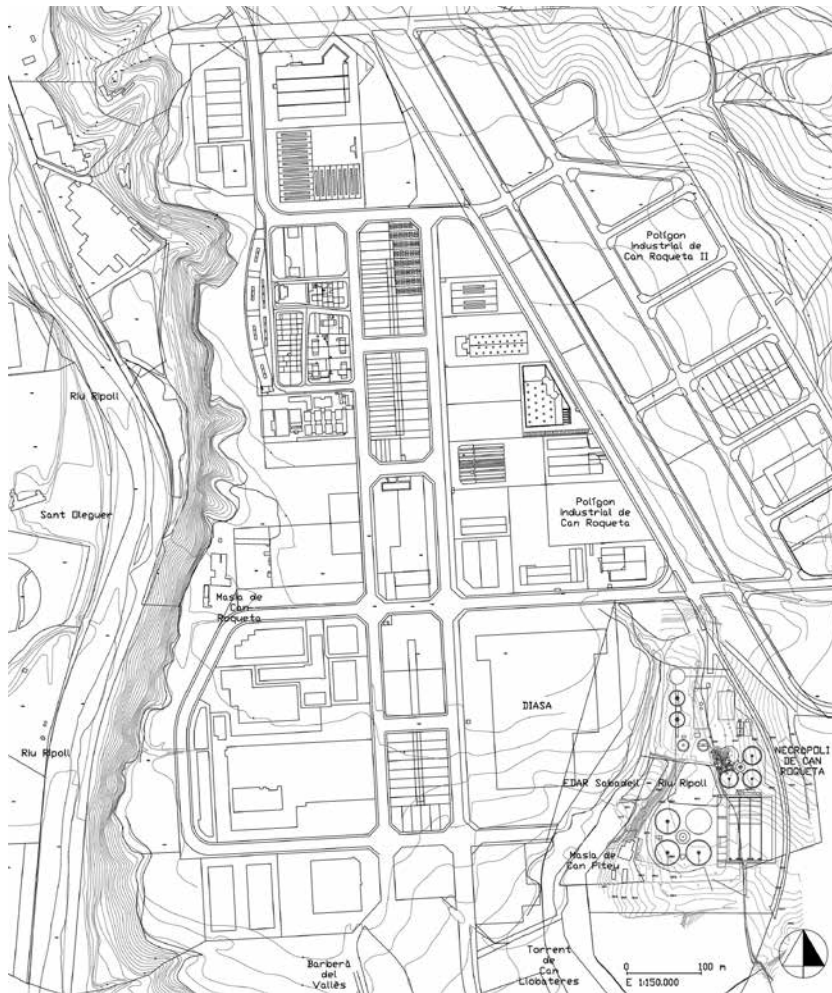 Polígon
Industrial de
Can Roqueta II
Riu Ripoll
Sant Oleguer
Polígon
Industrial de
Can Roqueta
Masia de
Can
Roqueta
DIASA
Riu Ripoll
NECRÒPOLI
DE CAN
ROQUETA
EDAR Sabadell - Riu Ripoll
Masia de
Can Piteu
Barberà
del
Vallès
Torrent
de
Can
Llobateres
0 100 m
E 1:150.000